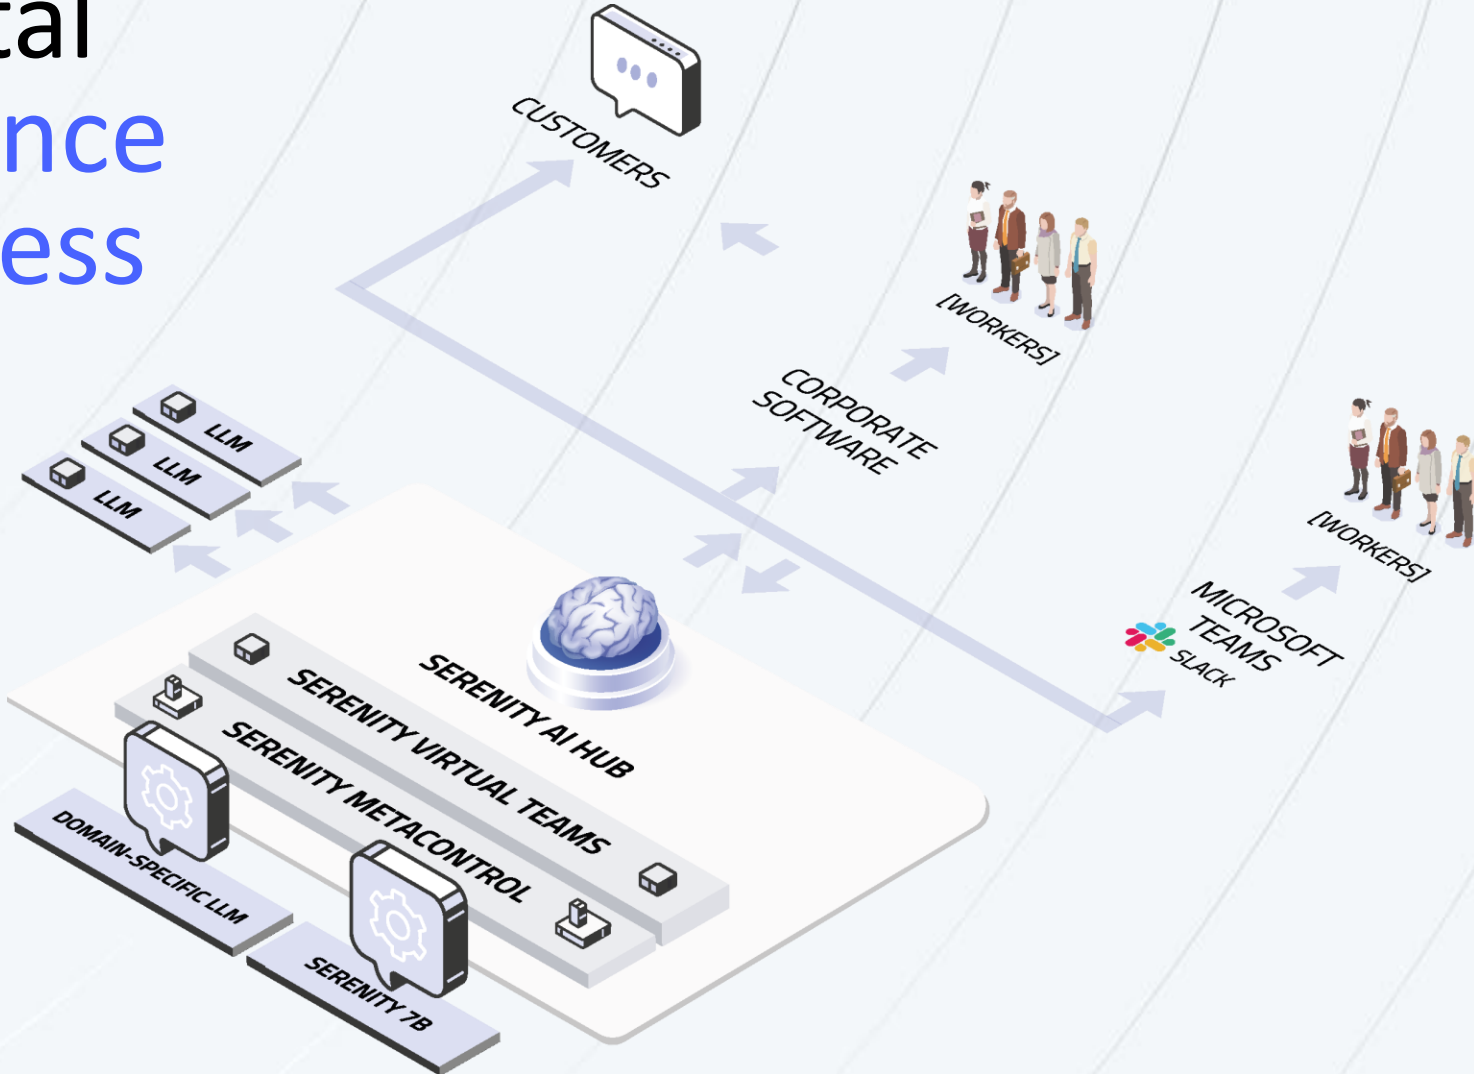 tal
ence
ess
CUSTOMERS
[WORKERS]
CORPORATE
SOFTWARE
LLM
LLM
LLM
[WORKERS]
MICROSOFT
TEAMS
SLACK
SERENITY AI HUB
SERENITY VIRTUAL TEAMS
SERENITY METACONTROL
DOMAIN-SPECIFIC LLM
SERENITY 7B